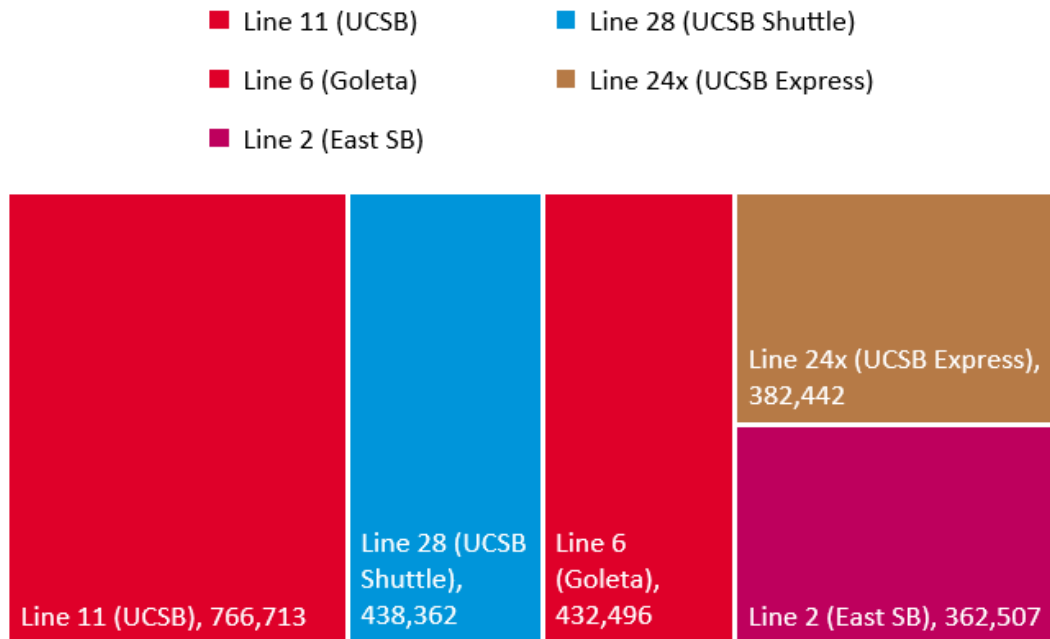 Line 11 (UCSB)
Line 28 (UCSB Shuttle)
Line 6 (Goleta)
Line 24x (UCSB Express)
Line 2 (East SB)
Line 11 (UCSB), 766,713
Line 28 (UCSB
Shuttle),
438,362
Line 6
(Goleta),
432,496
Line 24x (UCSB Express),
382,442
Line 2 (East SB), 362,507